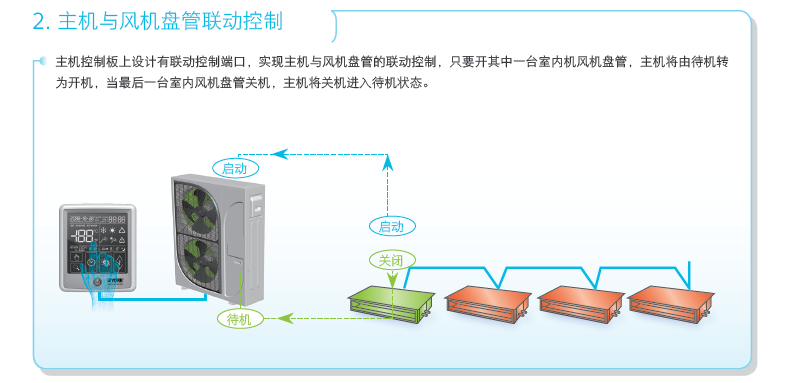 2. 主机与风机盘管联动控制
主机控制板上设计有联动控制端口，实现主机与风机盘管的联动控制，只要开其中一台室内机风机盘管，主机将由待机转
为开机，当最后一台室内风机盘管关机，主机将关机进入待机状态。
启动
启动
关闭
待机